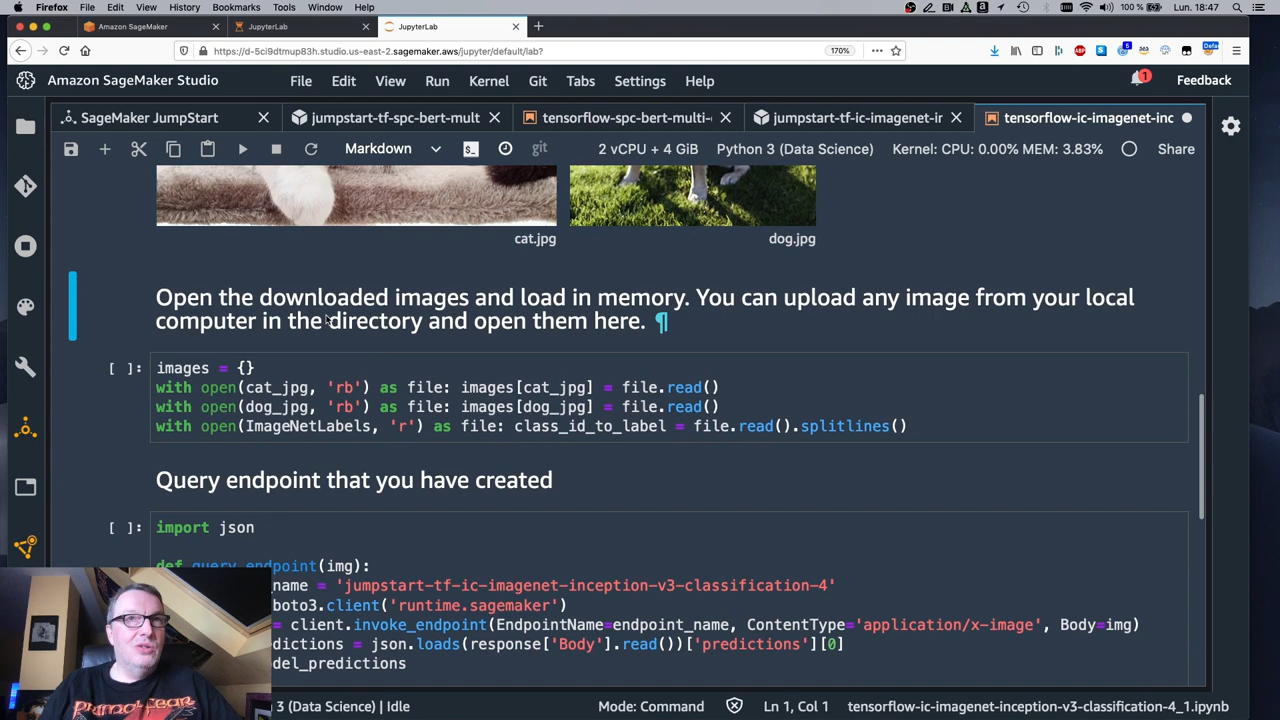 Firefox File Edit View History Bookmarks Tools Window Help 100 % Lun. 18:47
Amazon SageMaker JupyterLab JupyterLab
https://d-5ci9dtmup83h.studio.us-east-2.sagemaker.aws/jupyter/default/lab? 170%
Amazon SageMaker Studio File Edit View Run Kernel Git Tabs Settings Help 1 Feedback
SageMaker JumpStart jumpstart-tf-spc-bert-mult tensorflow-spc-bert-multi- jumpstart-tf-ic-imagenet-ir tensorflow-ic-imagenet-inc
Markdown git 2 vCPU + 4 GiB Python 3 (Data Science) Kernel: CPU: 0.00% MEM: 3.83% Share
cat.jpg dog.jpg
Open the downloaded images and load in memory. You can upload any image from your local
computer in the directory and open them here. ¶
[ ]: images = {}
with open(cat_jpg, 'rb') as file: images[cat_jpg] = file.read()
with open(dog_jpg, 'rb') as file: images[dog_jpg] = file.read()
with open(ImageNetLabels, 'r') as file: class_id_to_label = file.read().splitlines()
Query endpoint that you have created
[ ]: import json
def query_endpoint(img):
_name = 'jumpstart-tf-ic-imagenet-inception-v3-classification-4'
boto3.client('runtime.sagemaker')
= client.invoke_endpoint(EndpointName=endpoint_name, ContentType='application/x-image', Body=img)
dictions = json.loads(response['Body'].read())['predictions'][0]
del_predictions
3 (Data Science) | Idle Mode: Command Ln 1, Col 1 tensorflow-ic-imagenet-inception-v3-classification-4_1.ipynb